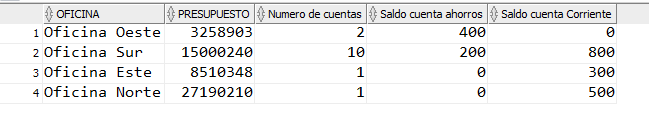 OFICINA PRESUPUESTO Numero de cuentas Saldo cuenta ahorros Saldo cuenta Corriente
1 Oficina Oeste 3258903 2 400 0
2 Oficina Sur 15000240 10 200 800
3 Oficina Este 8510348 1 0 300
4 Oficina Norte 27190210 1 0 500